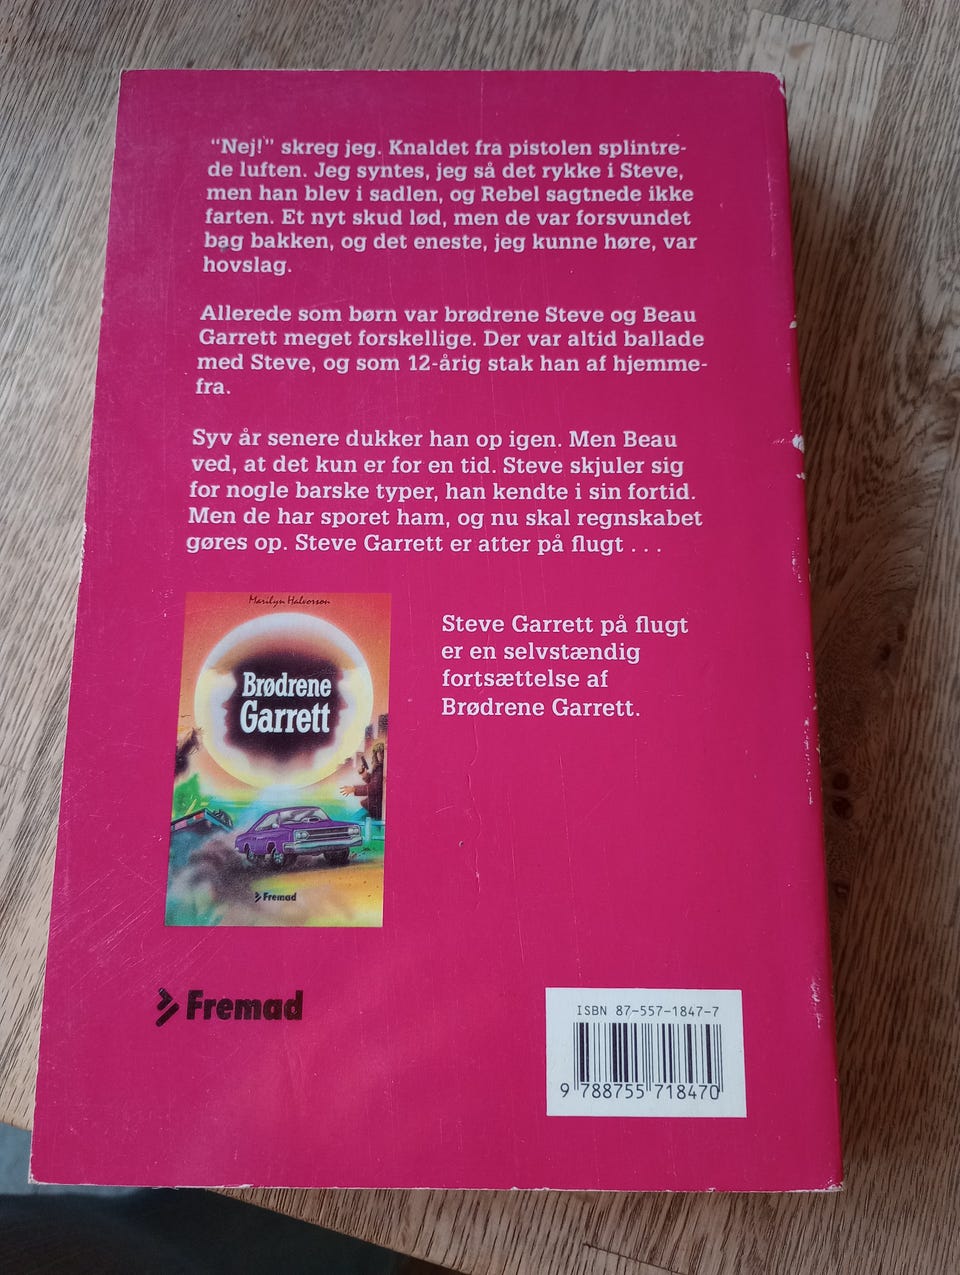 "Nej!" skreg jeg. Knaldet fra pistolen splintre-
de luften. Jeg syntes, jeg så det rykke i Steve,
men han blev i sadlen, og Rebel sagtnede ikke
farten. Et nyt skud lød, men de var forsvundet
bag bakken, og det eneste, jeg kunne høre, var
hovslag.
Allerede som børn var brødrene Steve og Beau
Garrett meget forskellige. Der var altid ballade
med Steve, og som 12-årig stak han af hjemme-
fra.
Syv år senere dukker han op igen. Men Beau
ved, at det kun er for en tid. Steve skjuler sig
for nogle barske typer, han kendte i sin fortid.
Men de har sporet ham, og nu skal regnskabet
gøres op. Steve Garrett er atter på flugt . . .
Marilyn Halvorson
Brødrene
Garrett
Fremad
Steve Garrett på flugt
er en selvstændig
fortsættelse af
Brødrene Garrett.
Fremad
ISBN 87-557-1847-7
9 788755 718470